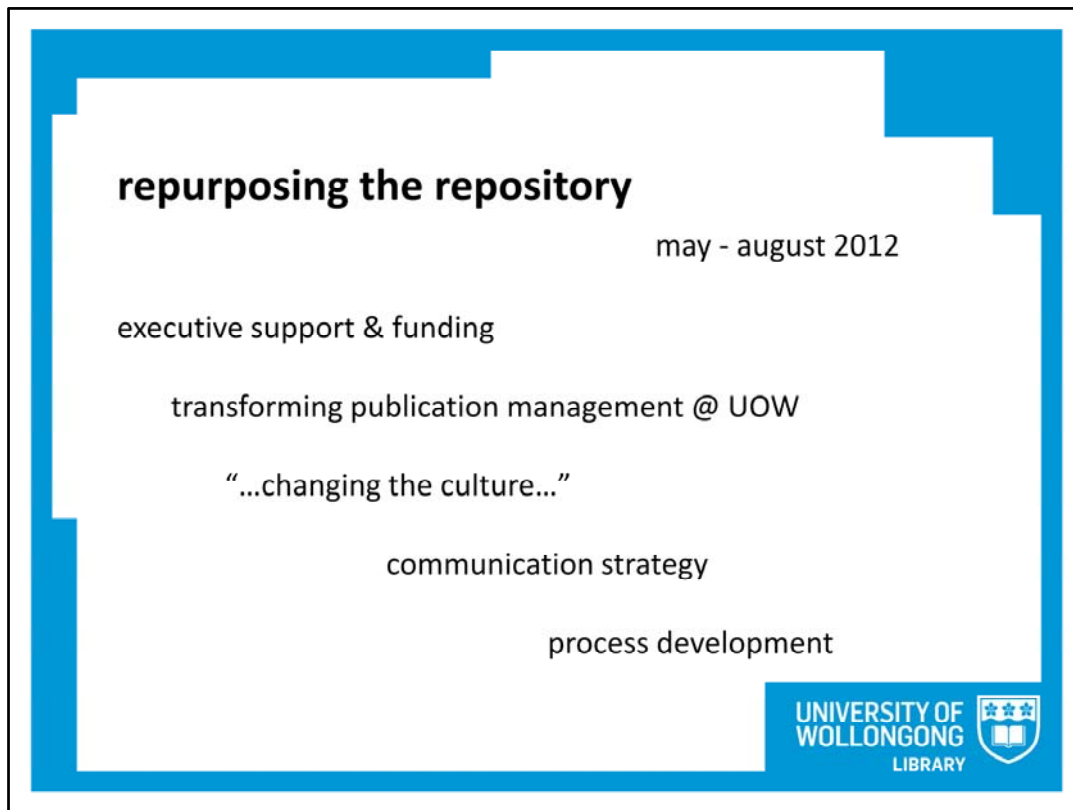 repurposing the repository
may - august 2012
executive support & funding
transforming publication management @ UOW
“…changing the culture…”
communication strategy
process development
UNIVERSITY OF
WOLLONGONG
LIBRARY